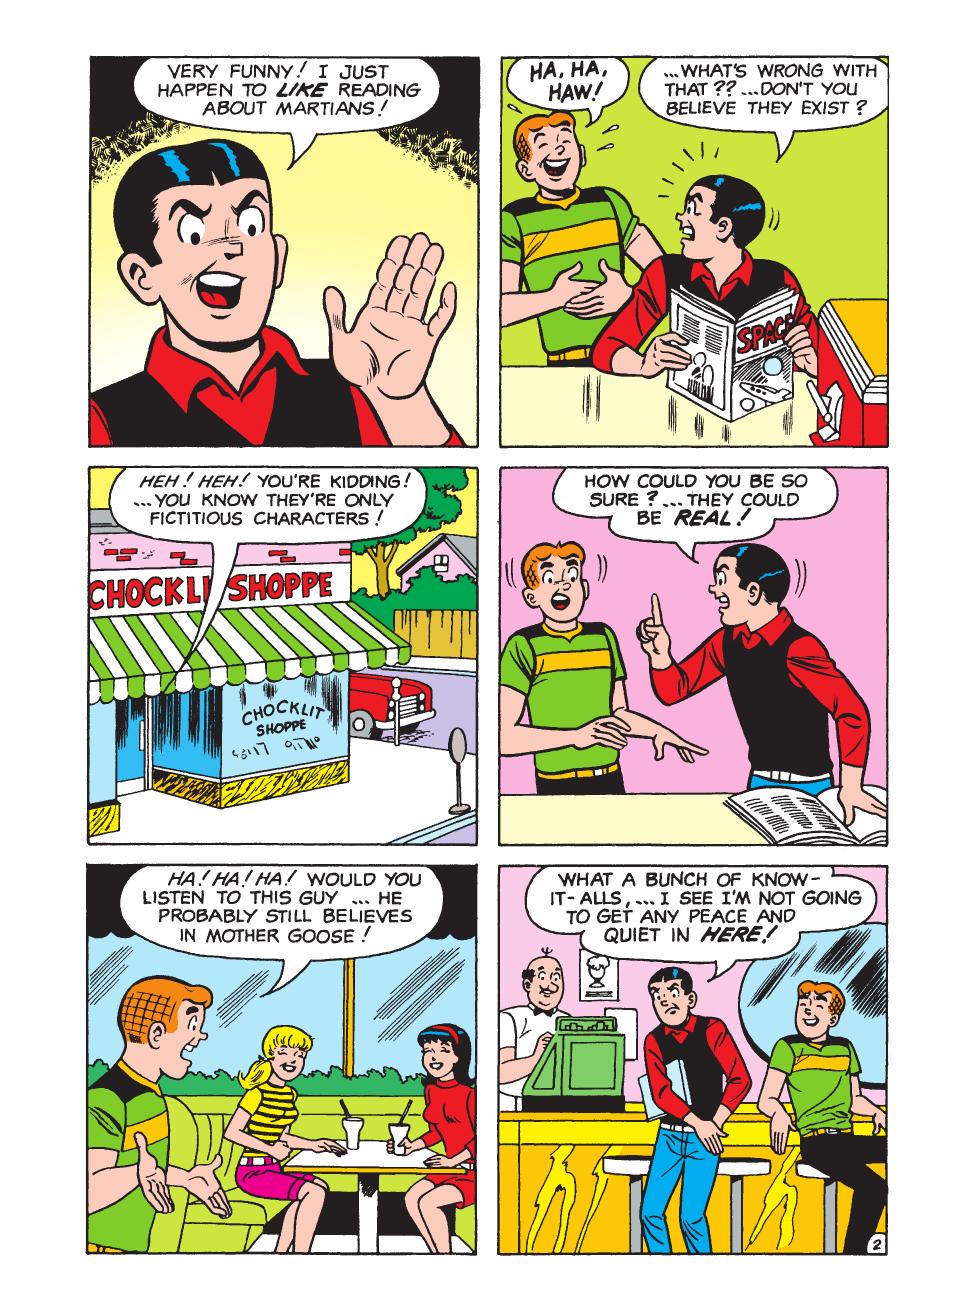 VERY FUNNY! I JUST
HAPPEN TO LIKE READING
ABOUT MARTIANS!
HA, HA,
HAW!
...WHAT'S WRONG WITH
THAT?? ...DON'T YOU
BELIEVE THEY EXIST?
SPACE
HEH! HEH! YOU'RE KIDDING!
...YOU KNOW THEY'RE ONLY
FICTITIOUS CHARACTERS!
CHOCKLI SHOPPE
CHOCKLIT
SHOPPE
HOW COULD YOU BE SO
SURE? ...THEY COULD
BE REAL!
HA! HA! HA! WOULD YOU
LISTEN TO THIS GUY ... HE
PROBABLY STILL BELIEVES
IN MOTHER GOOSE!
WHAT A BUNCH OF KNOW-
IT-ALLS, ... I SEE I'M NOT GOING
TO GET ANY PEACE AND
QUIET IN HERE!
2